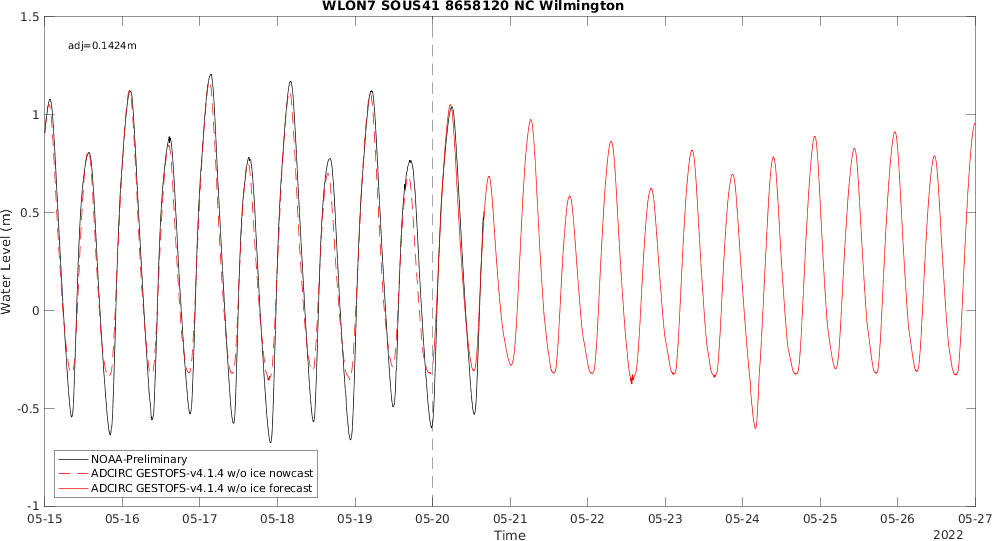 WLON7 SOUS41 8658120 NC Wilmington
1.5
adj=0.1424m
1
0.5
Water Level (m)
0
-0.5
NOAA-Preliminary
ADCIRC GESTOFS-v4.1.4 w/o ice nowcast
ADCIRC GESTOFS-v4.1.4 w/o ice forecast
-1
05-15 05-16 05-17 05-18 05-19 05-20 05-21 05-22 05-23 05-24 05-25 05-26 05-27
Time
2022